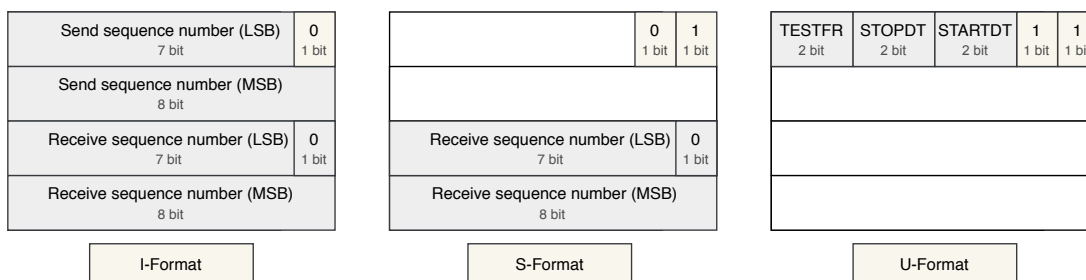 Send sequence number (LSB)
7 bit
0
1 bit
Send sequence number (MSB)
8 bit
Receive sequence number (LSB)
7 bit
0
1 bit
Receive sequence number (MSB)
8 bit
I-Format
0
1 bit
1
1 bit
Receive sequence number (LSB)
7 bit
0
1 bit
Receive sequence number (MSB)
8 bit
S-Format
TESTFR
2 bit
STOPDT
2 bit
STARTDT
2 bit
1
1 bit
1
1 bit
U-Format